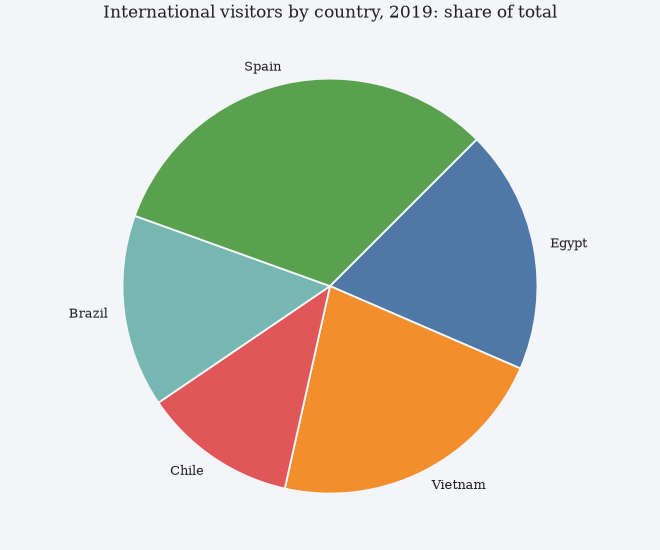 International visitors by country, 2019: share of total
Spain
Egypt
Brazil
Chile
Vietnam